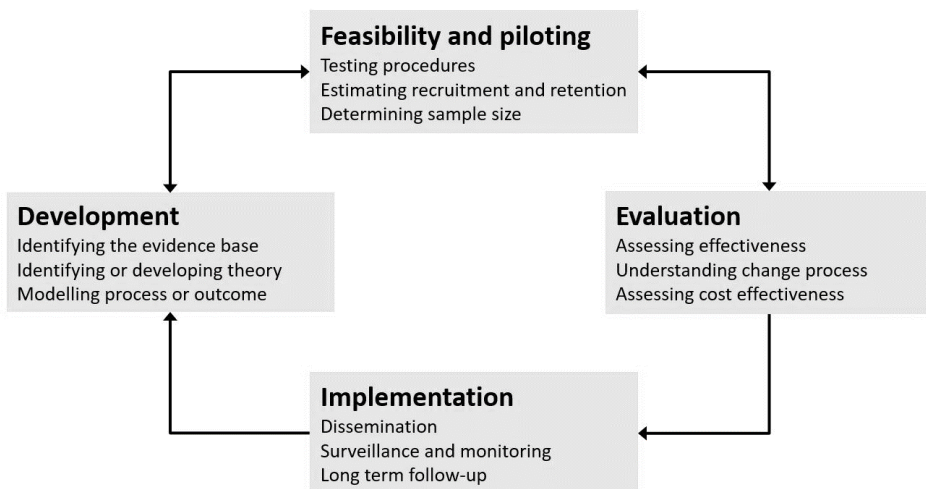 Feasibility and piloting
Testing procedures
Estimating recruitment and retention
Determining sample size
Development
Identifying the evidence base
Identifying or developing theory
Modelling process or outcome
Evaluation
Assessing effectiveness
Understanding change process
Assessing cost effectiveness
Implementation
Dissemination
Surveillance and monitoring
Long term follow-up